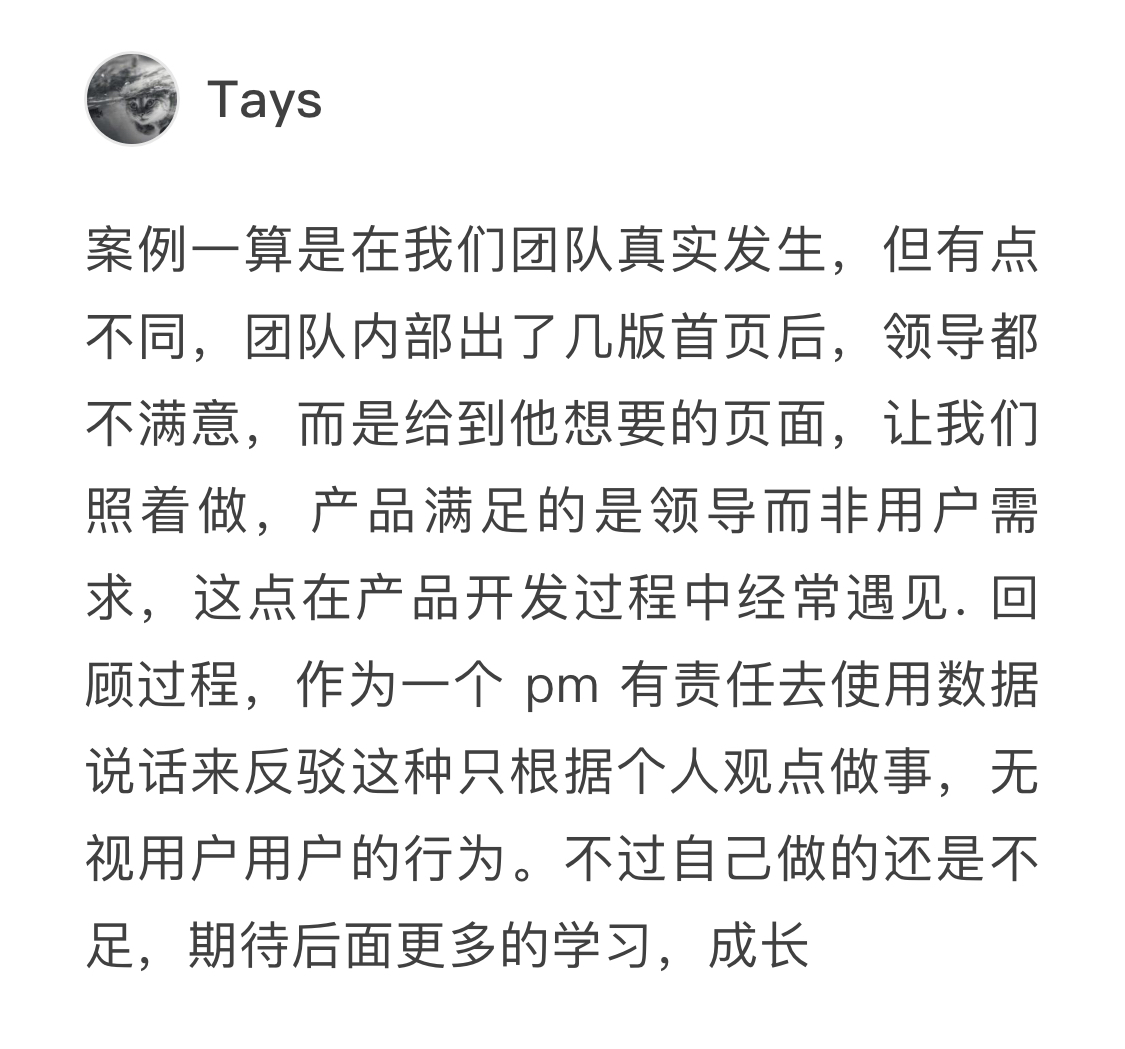 Tays
案例一算是在我们团队真实发生，但有点
不同，团队内部出了几版首页后，领导都
不满意，而是给到他想要的页面，让我们
照着做，产品满足的是领导而非用户需
求，这点在产品开发过程中经常遇见. 回
顾过程，作为一个 pm 有责任去使用数据
说话来反驳这种只根据个人观点做事，无
视用户用户的行为。不过自己做的还是不
足，期待后面更多的学习，成长